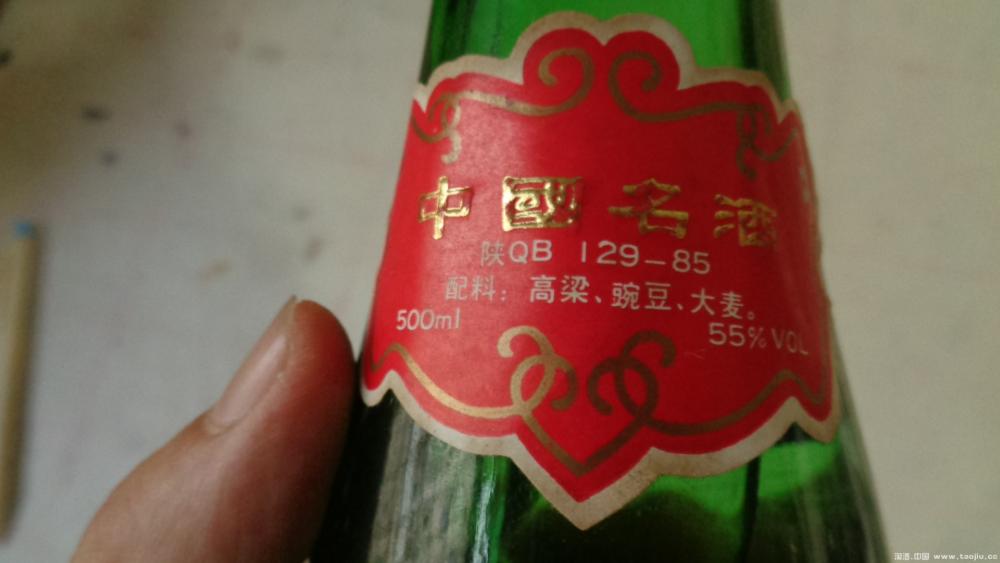 中國名酒
陕QB 129-85
配料：高粱、豌豆、大麦。
500ml
55% VOL
淘酒.中国 www.taojiu.cc